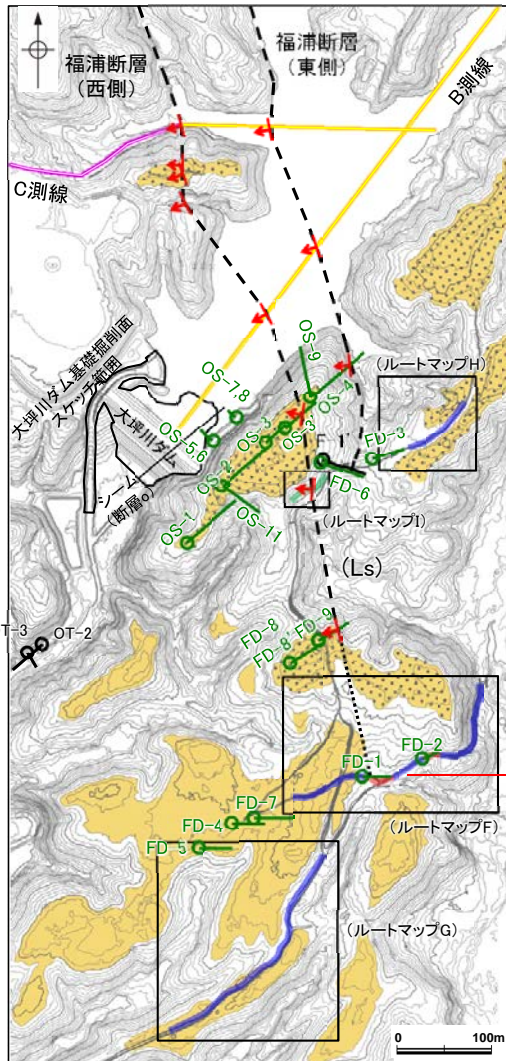 福浦断層
（西側）
福浦断層
（東側）
B測線
C測線
大坪川ダム基礎掘削面
スケッチ範囲
大坪川ダム
シーム
（断層o）
OS-9
OS-4
OS-7,8
OS-5,6
OS-3
OS-3'
OS-2
OS-1
OS-11
(ルートマップH)
FD-3
FD-6
(ルートマップI)
(Ls)
T-3
OT-2
FD-8
FD-8'
FD-9
FD-2
FD-1
(ルートマップF)
FD-7
FD-4
FD-5
(ルートマップG)
0 100m